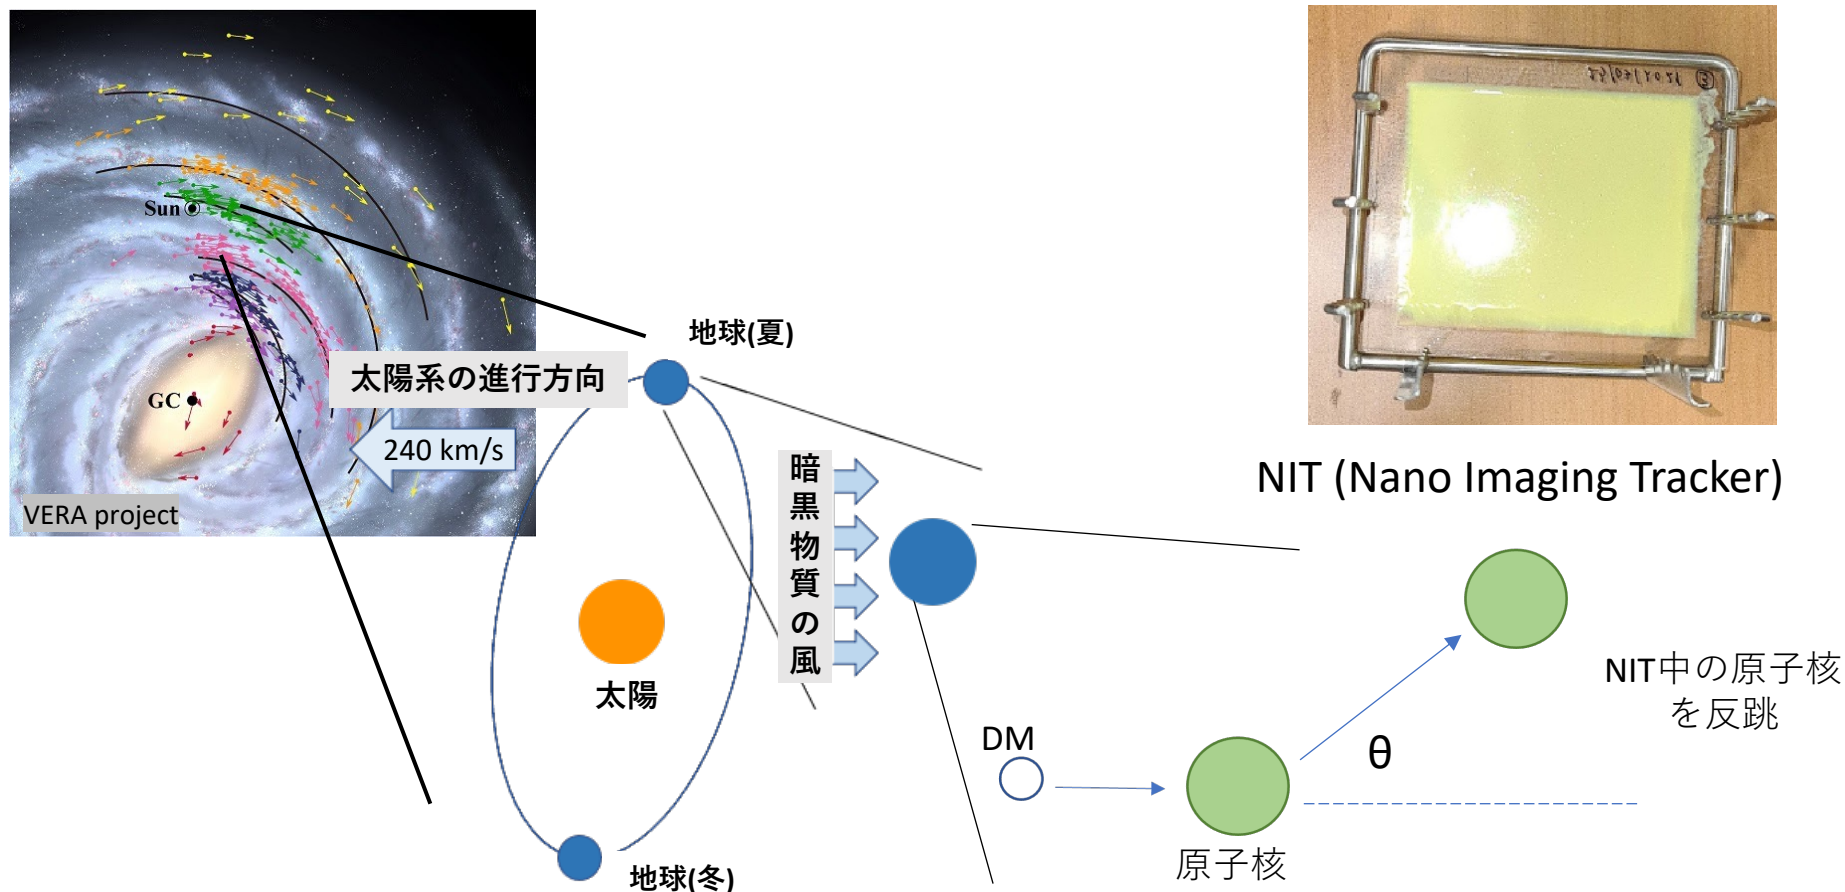 Sun
GC
VERA project
太陽系の進行方向
240 km/s
地球(夏)
太陽
地球(冬)
暗黒物質の風
NIT (Nano Imaging Tracker)
DM
原子核
θ
NIT中の原子核
を反跳